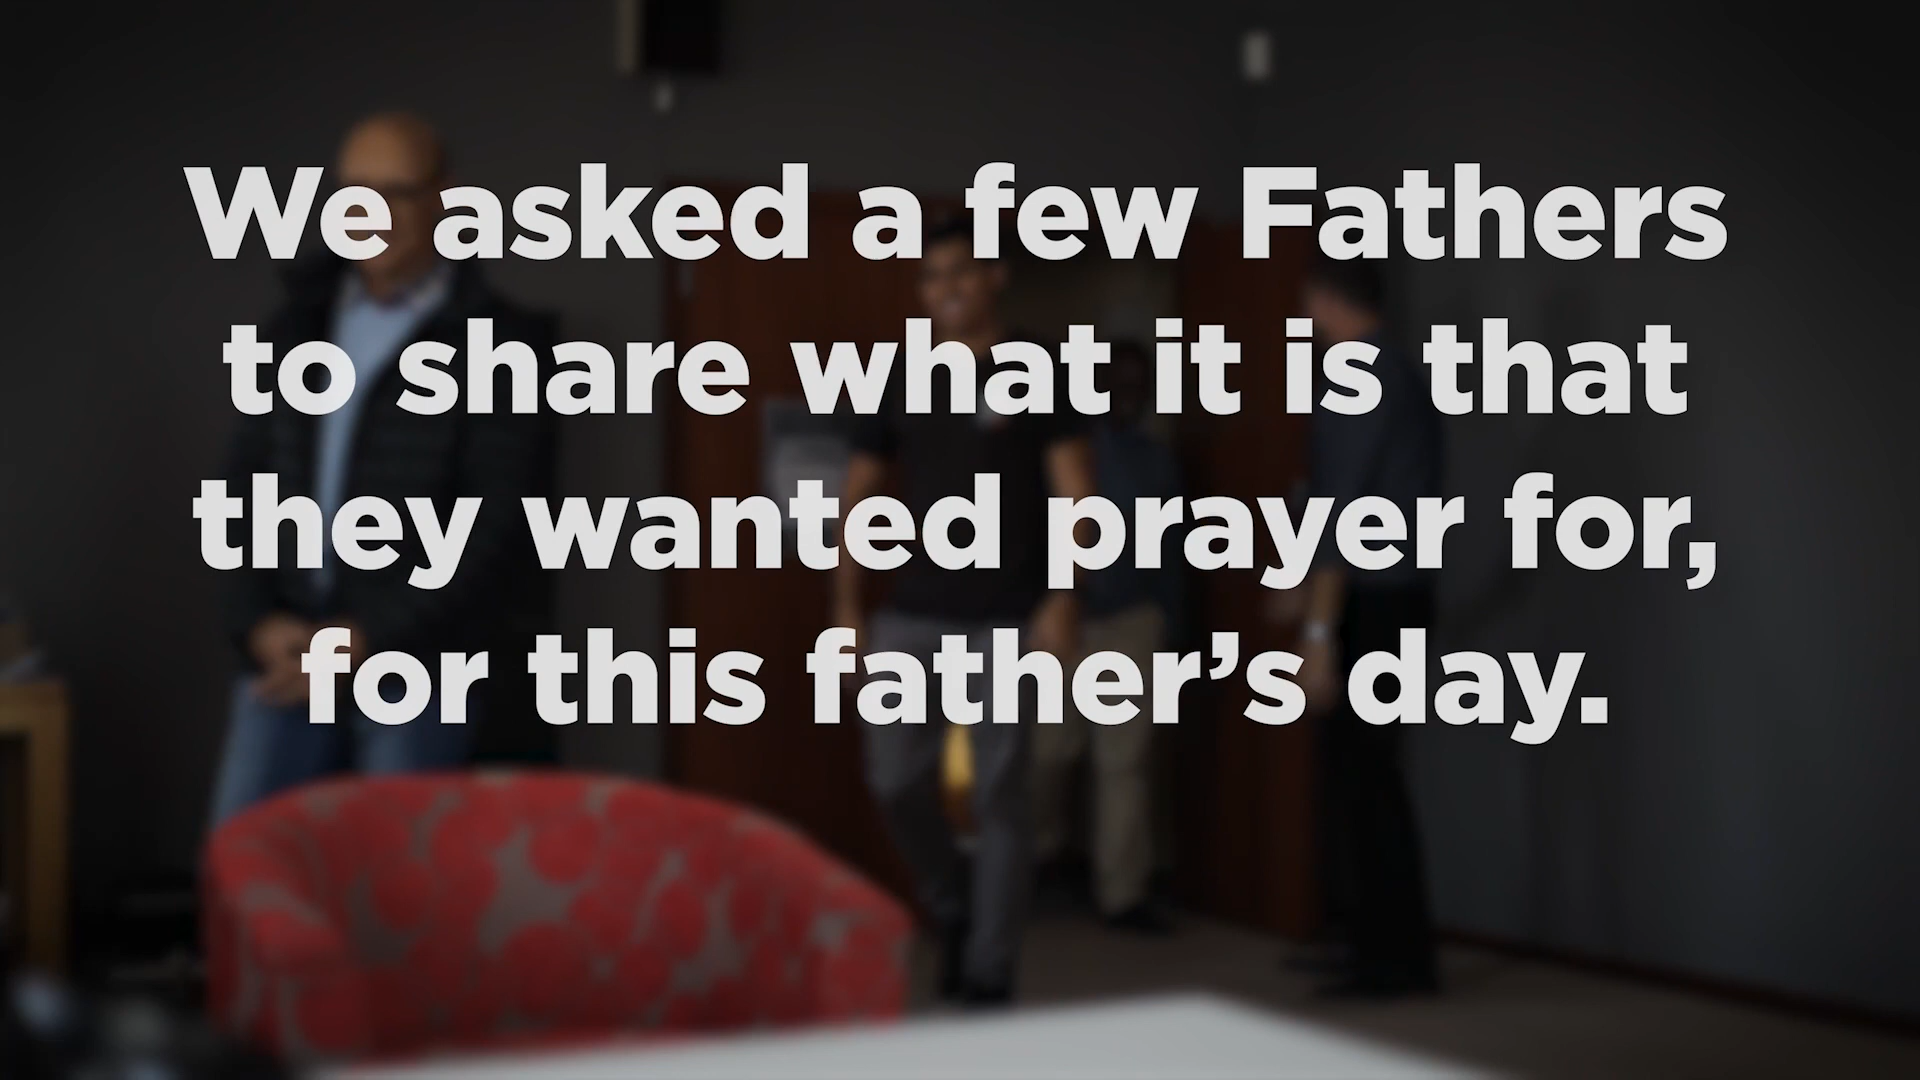 We asked a few Fathers
to share what it is that
they wanted prayer for,
for this father’s day.